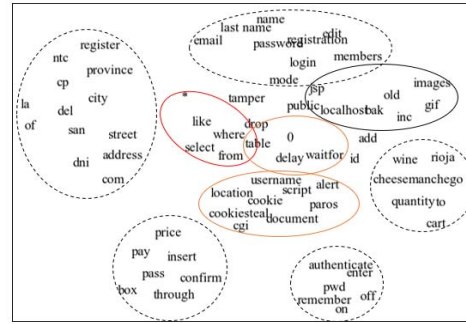 name
last name
edit
email
password
registration
login
members
mode
register
ntc
province
cp
city
la
del
of
san
street
dni
address
com
*
tamper
like
drop
where
table
select
from
0
delay
waitfor
id
add
jsp
public
images
old
localhost
bak
gif
inc
wine
rioja
cheese
manchego
quantity
to
cart
username
location
script
alert
cookie
paros
cookiesteal
document
cgi
price
pay
insert
pass
confirm
box
through
authenticate
enter
pwd
remember
off
on